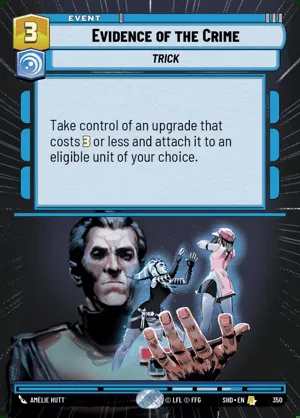 3
EVENT
EVIDENCE OF THE CRIME
TRICK
Take control of an upgrade that
costs 3 or less and attach it to an
eligible unit of your choice.
AMÉLIE HUTT
© LFL © FFG
SHD • EN
350